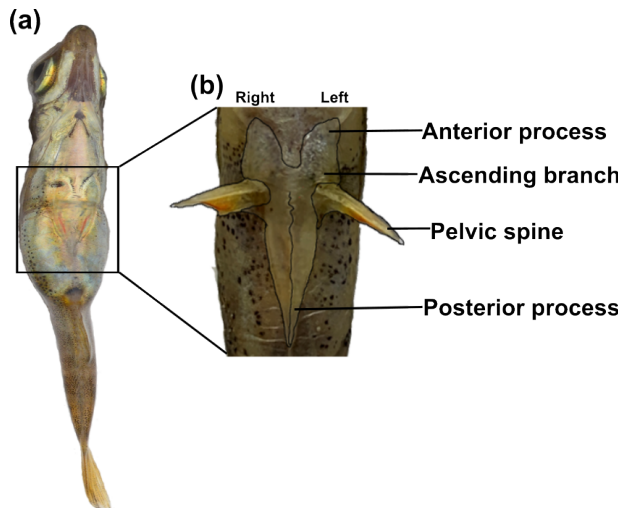 (a)
(b)
Right Left
Anterior process
Ascending branch
Pelvic spine
Posterior process